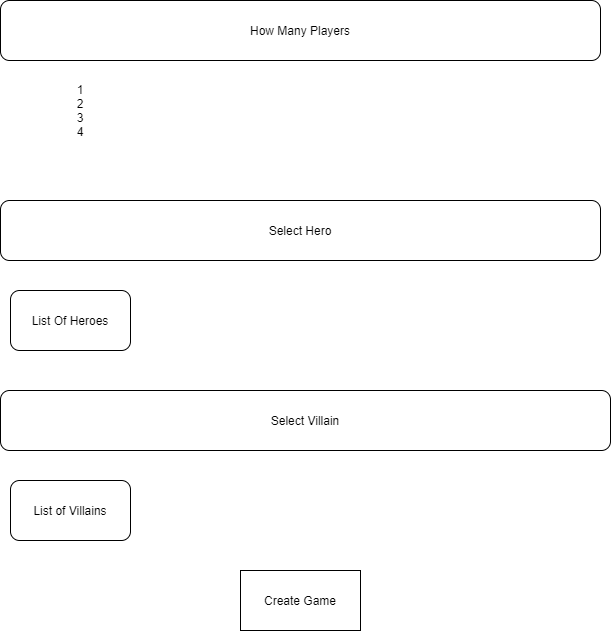 How Many Players
1
2
3
4
Select Hero
List Of Heroes
Select Villain
List of Villains
Create Game